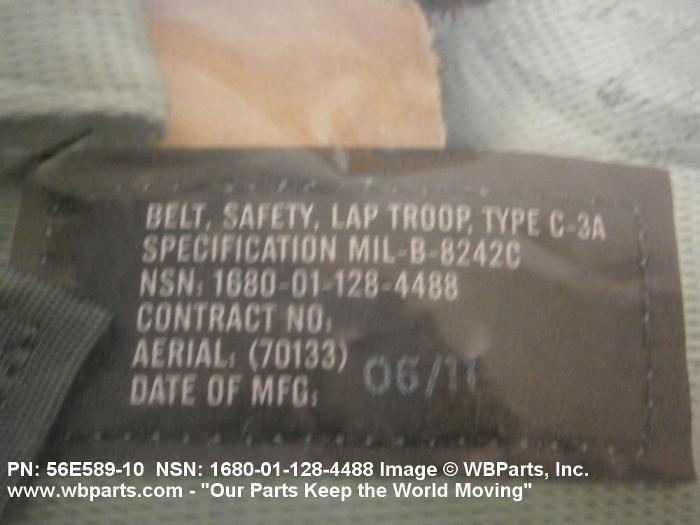 BELT, SAFETY, LAP TROOP, TYPE C-3A
SPECIFICATION MIL-B-8242C
NSN: 1680-01-128-4488
CONTRACT NO:
AERIAL: (70133)
DATE OF MFG: 06/11
PN: 56E589-10 NSN: 1680-01-128-4488 Image © WBParts, Inc.
www.wbparts.com - "Our Parts Keep the World Moving"